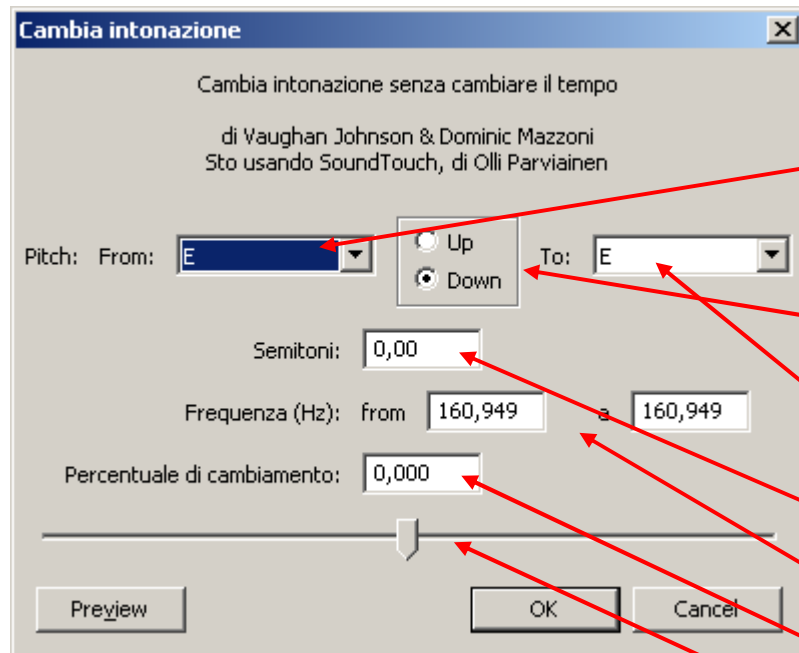 Cambia intonazione
Cambia intonazione senza cambiare il tempo
di Vaughan Johnson & Dominic Mazzoni
Sto usando SoundTouch, di Olli Parviainen
Pitch: From: E Up Down To: E
Semitoni: 0,00
Frequenza (Hz): from 160,949 a 160,949
Percentuale di cambiamento: 0,000
Preview OK Cancel